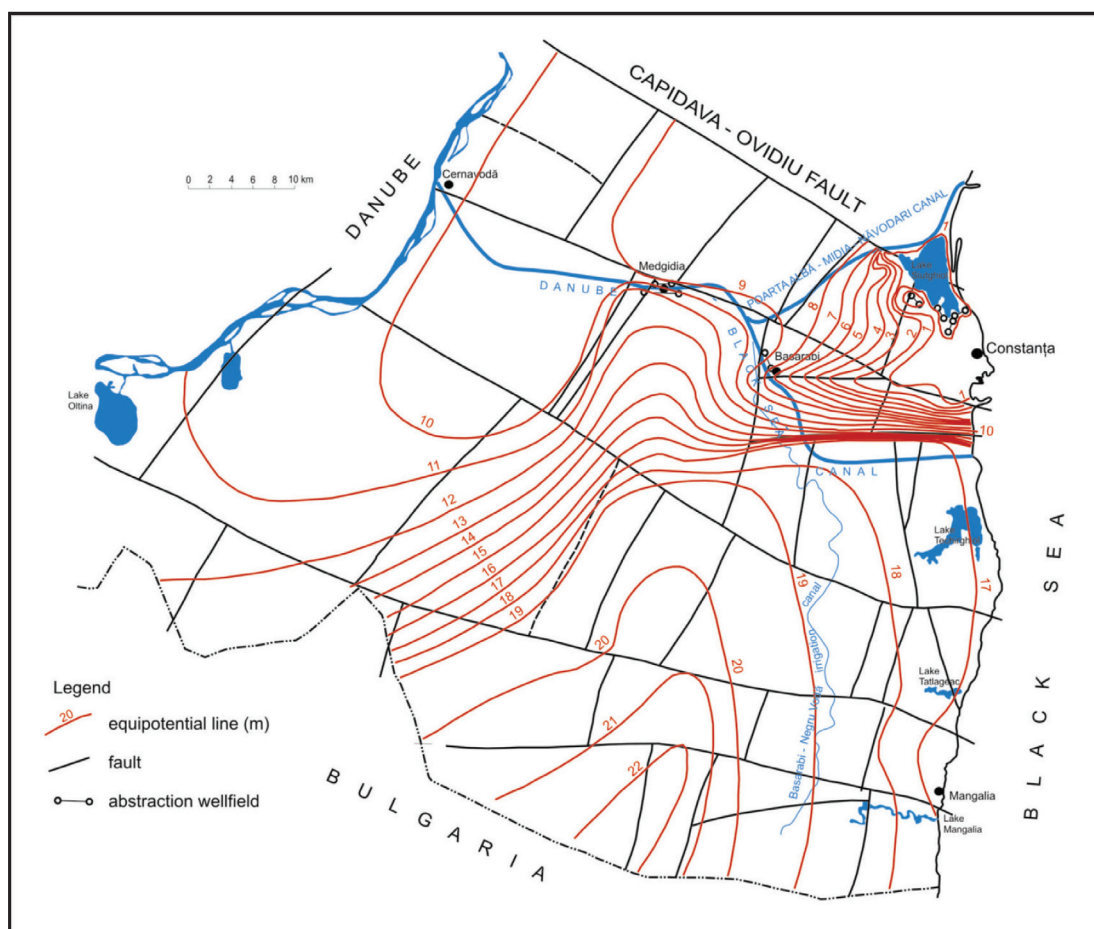 CAPIDAVA - OVIDIU FAULT
DANUBE
Cernavodă
0 2 4 6 8 10 km
POARTA ALBĂ - MIDIA - NĂVODARI CANAL
1
Medgidia
9
Lake
DANUBE
8
7
6
5
4
3
2
1
BLACK SEA
Basarabi
Constanța
Lake
Oltina
10
1
10
11
CANAL
12
13
14
15
16
17
18
19
Lake
19
18
17
Basarabi - Negru Vodă irrigation canal
20
20
21
22
Lake
Tatlageac
BLACK SEA
Mangalia
Lake
Mangalia
BULGARIA
Legend
20 equipotential line (m)
fault
abstraction wellfield